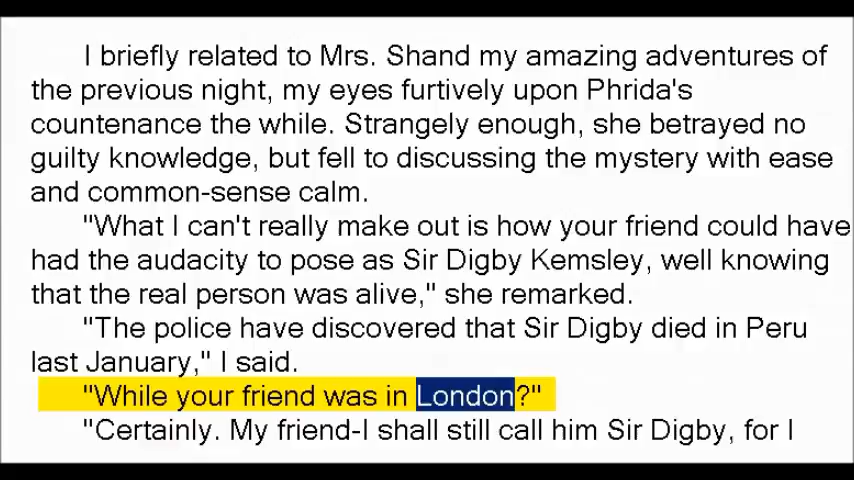 I briefly related to Mrs. Shand my amazing adventures of
the previous night, my eyes furtively upon Phrida's
countenance the while. Strangely enough, she betrayed no
guilty knowledge, but fell to discussing the mystery with ease
and common-sense calm.
"What I can't really make out is how your friend could have
had the audacity to pose as Sir Digby Kemsley, well knowing
that the real person was alive," she remarked.
"The police have discovered that Sir Digby died in Peru
last January," I said.
"While your friend was in London?"
"Certainly. My friend-I shall still call him Sir Digby, for I